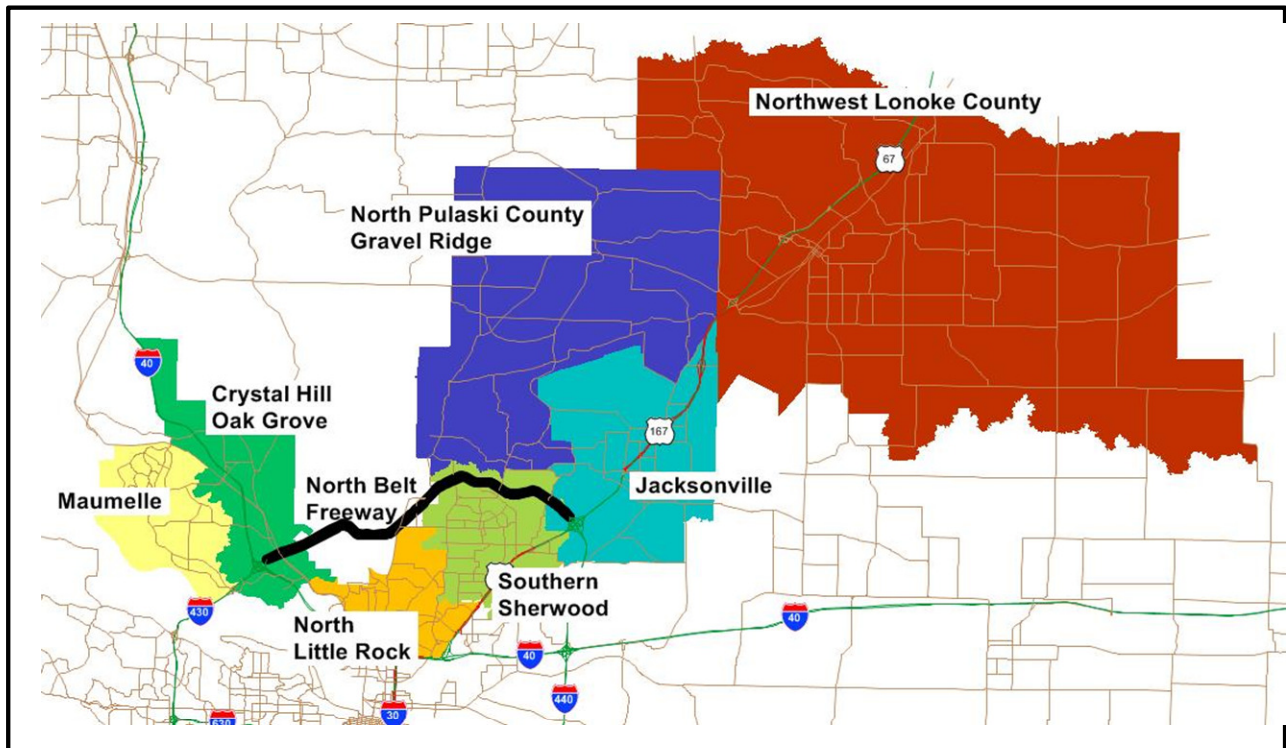 Northwest Lonoke County
67
North Pulaski County
Gravel Ridge
40
Crystal Hill
Oak Grove
167
Maumelle
North Belt
Freeway
Jacksonville
Southern
Sherwood
430
North
Little Rock
40
40
440
30
630